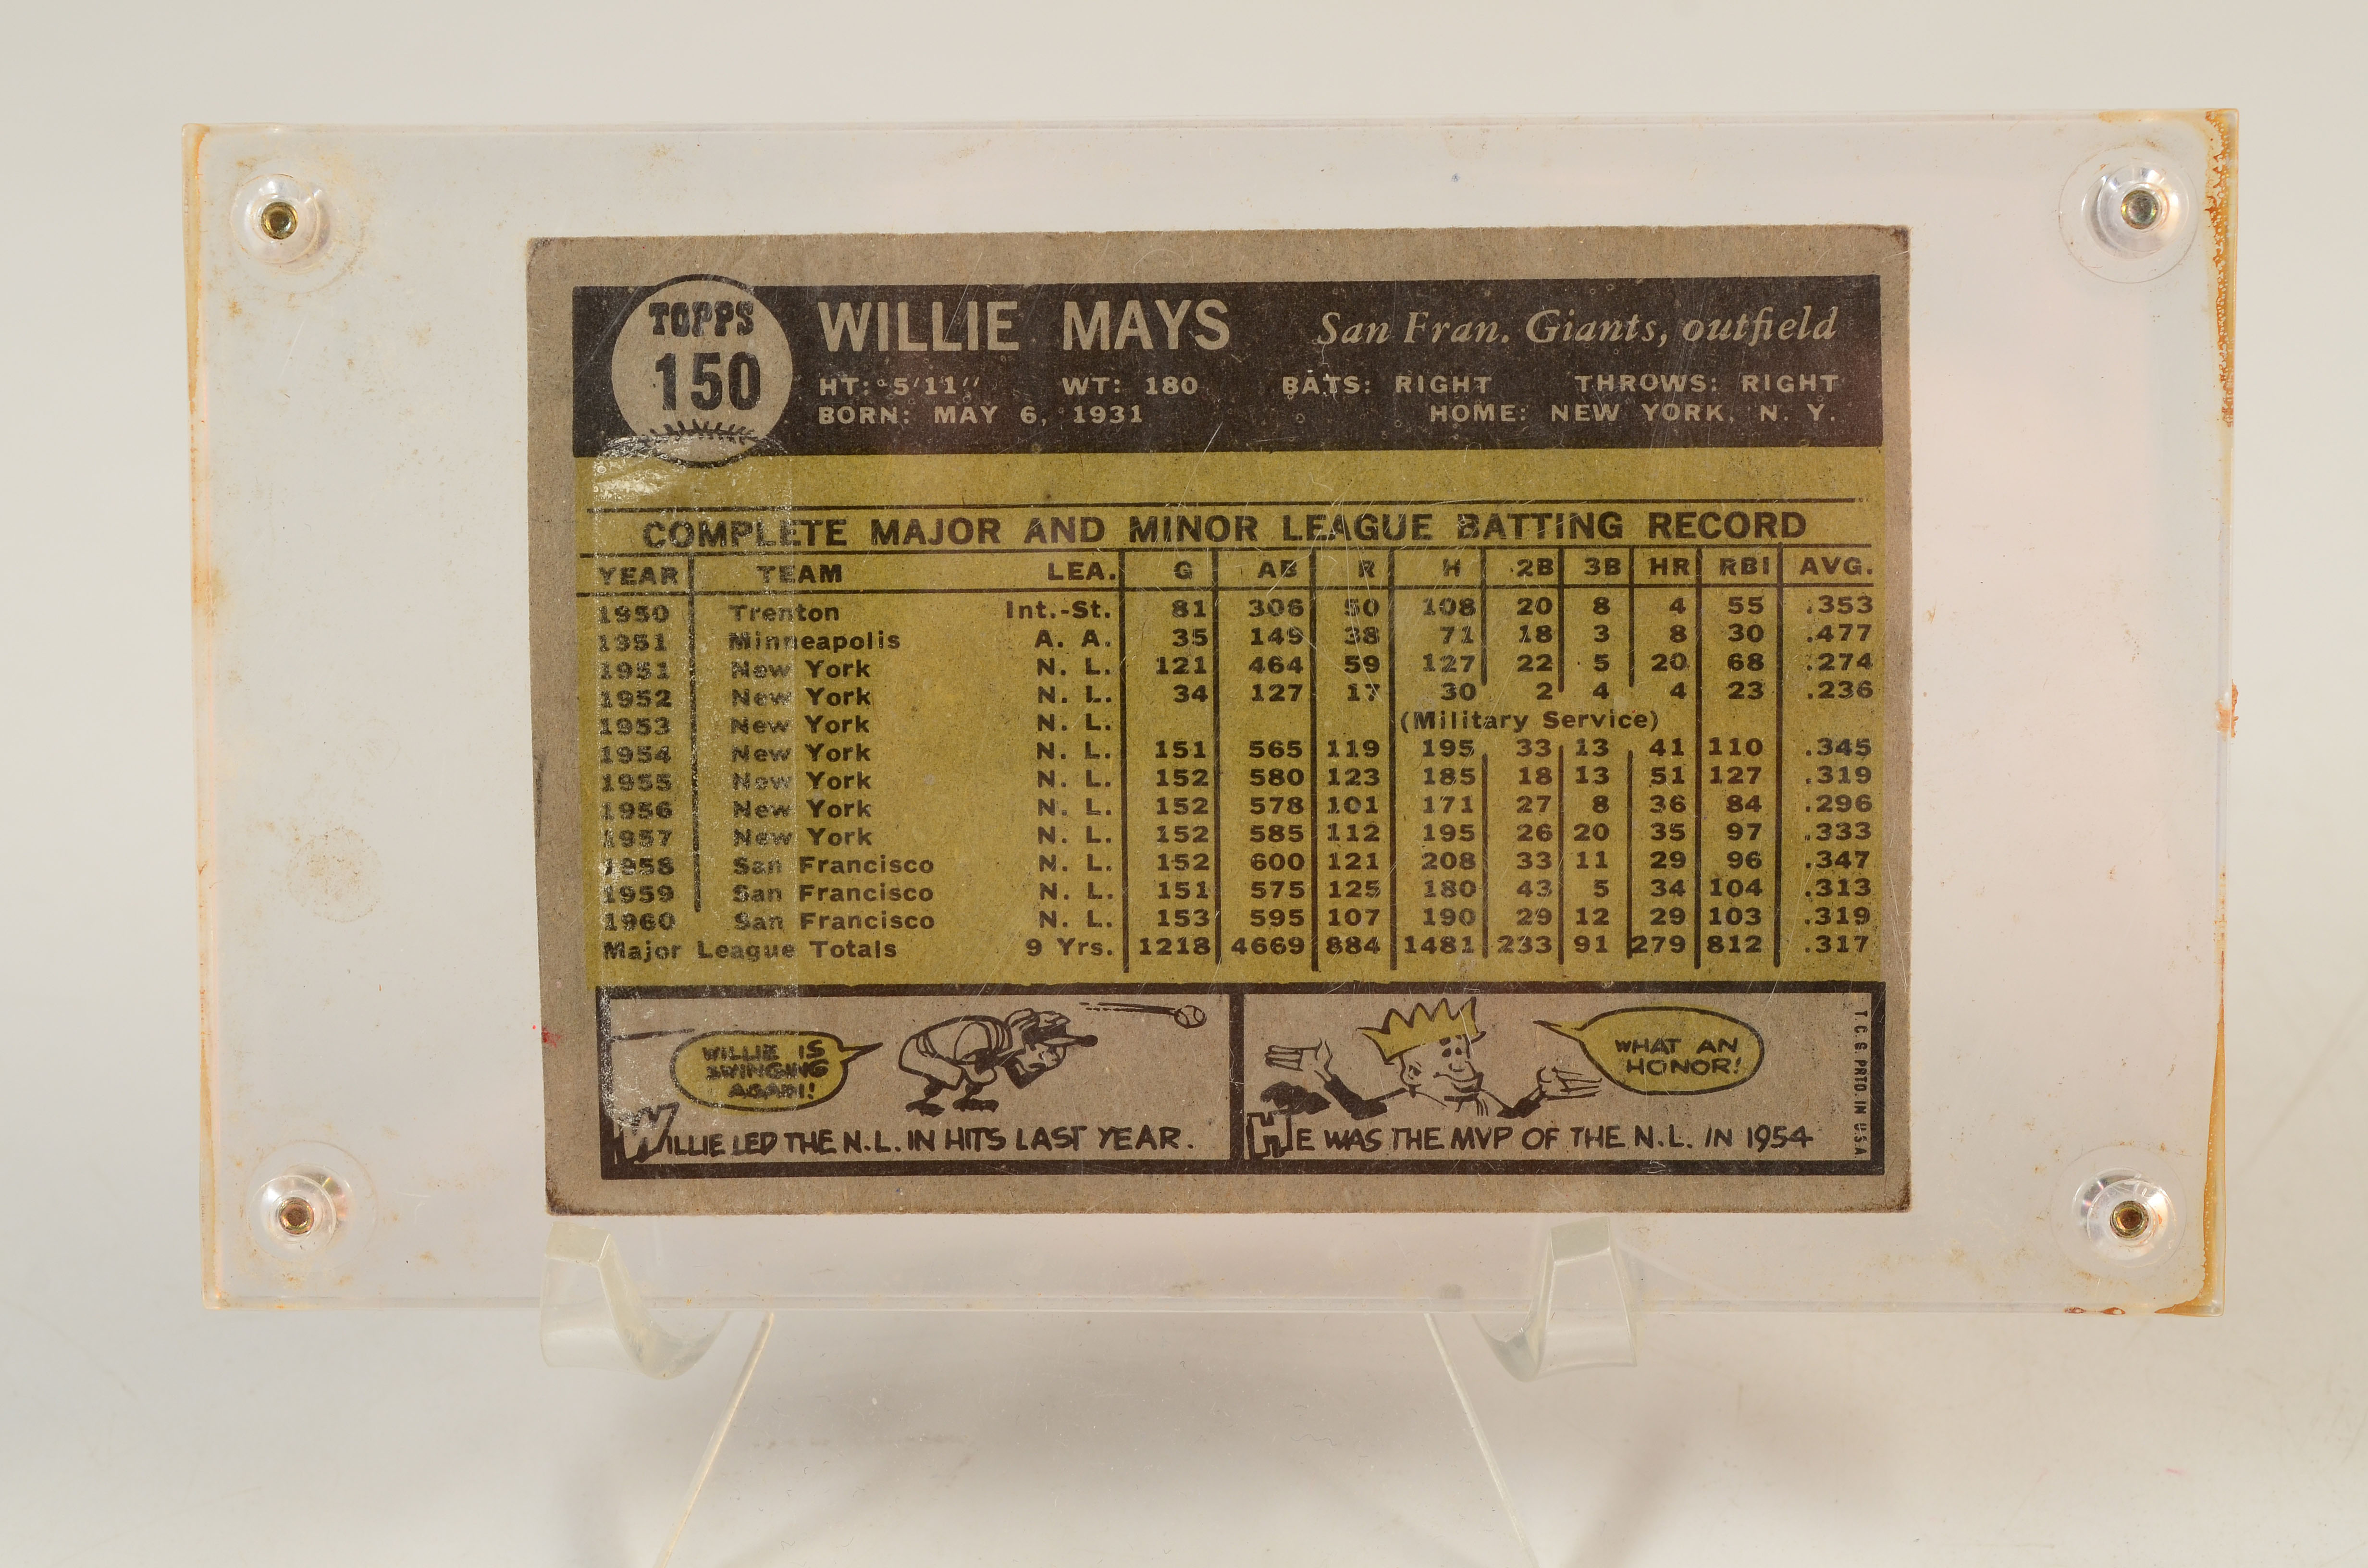 TOPPS
150
WILLIE MAYS San Fran. Giants, outfield
HT: 5'11" WT: 180 BATS: RIGHT THROWS: RIGHT
BORN: MAY 6, 1931 HOME: NEW YORK, N. Y.
COMPLETE MAJOR AND MINOR LEAGUE BATTING RECORD
YEAR TEAM LEA. G AB R H 2B 3B HR RBI AVG.
1950 Trenton Int.-St. 81 306 50 108 20 8 4 55 .353
1951 Minneapolis A. A. 35 149 38 71 18 3 8 30 .477
1951 New York N. L. 121 464 59 127 22 5 20 68 .274
1952 New York N. L. 34 127 17 30 2 4 4 23 .236
1953 New York N. L. (Military Service)
1954 New York N. L. 151 565 119 195 33 13 41 110 .345
1955 New York N. L. 152 580 123 185 18 13 51 127 .319
1956 New York N. L. 152 578 101 171 27 8 36 84 .296
1957 New York N. L. 152 585 112 195 26 20 35 97 .333
1958 San Francisco N. L. 152 600 121 208 33 11 29 96 .347
1959 San Francisco N. L. 151 575 125 180 43 5 34 104 .313
1960 San Francisco N. L. 153 595 107 190 29 12 29 103 .319
Major League Totals 9 Yrs. 1218 4669 884 1481 233 91 279 812 .317
WILLIE IS
SWINGING
AGAIN!
WILLIE LED THE N.L. IN HITS LAST YEAR.
WHAT AN
HONOR!
HE WAS THE MVP OF THE N.L. IN 1954
T. C. G. PRTD. IN U.S.A.